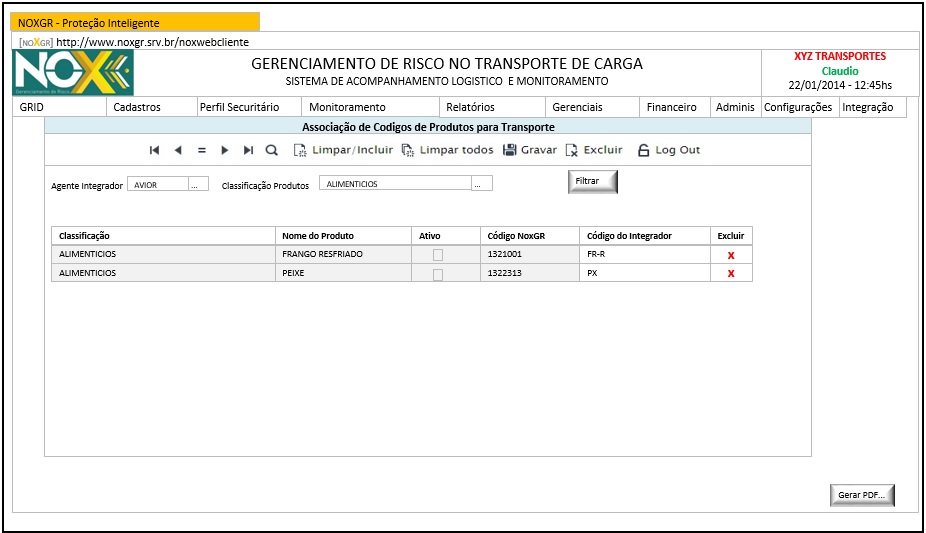 NOXGR - Proteção Inteligente
[NOXGR] http://www.noxgr.srv.br/noxwebcliente
NOX
Gerenciamento de Risco
GERENCIAMENTO DE RISCO NO TRANSPORTE DE CARGA
SISTEMA DE ACOMPANHAMENTO LOGISTICO E MONITORAMENTO
XYZ TRANSPORTES
Claudio
22/01/2014 - 12:45hs
GRID Cadastros Perfil Securitário Monitoramento Relatórios Gerenciais Financeiro Adminis Configurações Integração
Associação de Codigos de Produtos para Transporte
= Limpar/Incluir Limpar todos Gravar Excluir Log Out
Agente Integrador AVIOR ... Classificação Produtos ALIMENTICIOS ... Filtrar
Classificação Nome do Produto Ativo Código NoxGR Código do Integrador Excluir
ALIMENTICIOS FRANGO RESFRIADO 1321001 FR-R X
ALIMENTICIOS PEIXE 1322313 PX X
Gerar PDF...